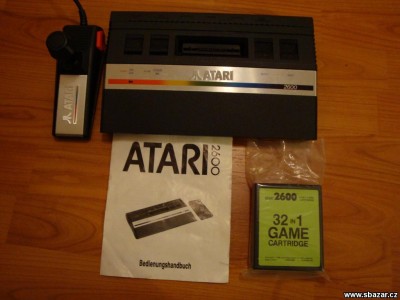 ATARI
2600
ATARI
ATARI 2600
Bedienungshandbuch
2600
32 IN 1
GAME
CARTRIDGE
www.sbazar.cz